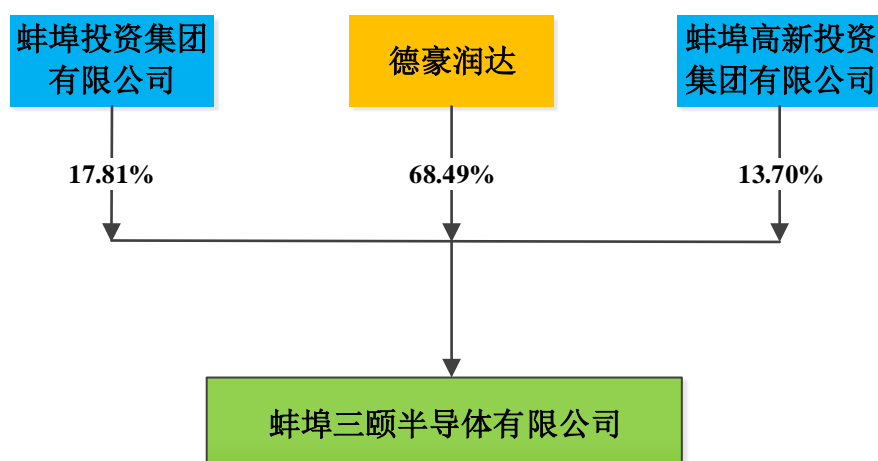 蚌埠投资集团
有限公司
德豪润达
蚌埠高新投资
集团有限公司
17.81%
68.49%
13.70%
蚌埠三颐半导体有限公司